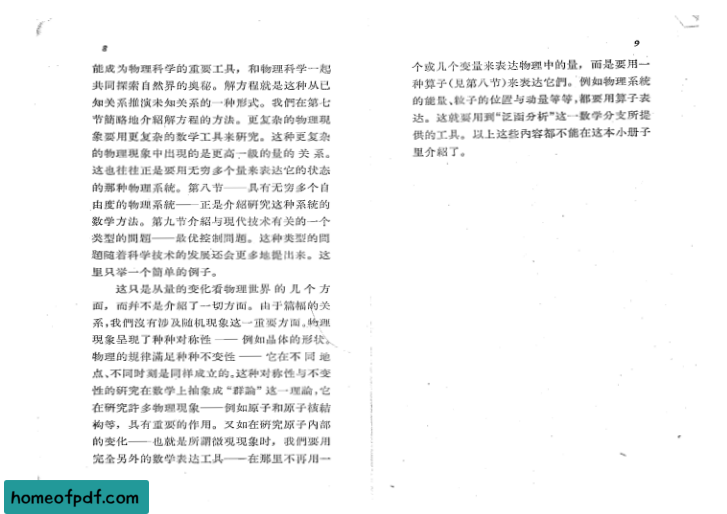 8
能成为物理科学的重要工具，和物理科学一起
共同探索自然界的奥秘。解方程就是这种从已
知关系推演未知关系的一种形式。我們在第七
节簡略地介紹解方程的方法。更复杂的物理現
象要用更复杂的数学工具来研究。这种更复杂
的物理現象中出現的是更高一級的量的关系。
这也往往正是要用无穷多个量来表达它的状态
的那种物理系統。第八节——具有无穷多个自
由度的物理系統——正是介紹研究这种系統的
数学方法。第九节介紹与現代技术有关的一个
类型的問題——最优控制問題。这种类型的問
題随着科学技术的发展还会更多地提出来。这
里只举一个簡单的例子。
这只是从量的变化看物理世界的几个方
面，而并不是介紹了一切方面。由于篇幅的关
系，我們沒有涉及随机現象这一重要方面。物理
現象呈現了种种对称性——例如晶体的形状。
物理的規律滿足种种不变性——它在不同地
点、不同时刻是同样成立的。这种对称性与不变
性的研究在数学上抽象成“群論”这一理論，它
在研究許多物理現象——例如原子和原子核結
构等，具有重要的作用。又如在研究原子內部
的变化——也就是所謂微观現象时，我們要用
完全另外的数学表达工具——在那里不再用一
9
个或几个变量来表达物理中的量，而是要用一
种算子(見第八节)来表达它們。例如物理系統
的能量、粒子的位置与动量等等，都要用算子表
达。这就要用到“泛函分析”这一数学分支所提
供的工具。以上这些內容都不能在这本小册子
里介紹了。
homeofpdf.com